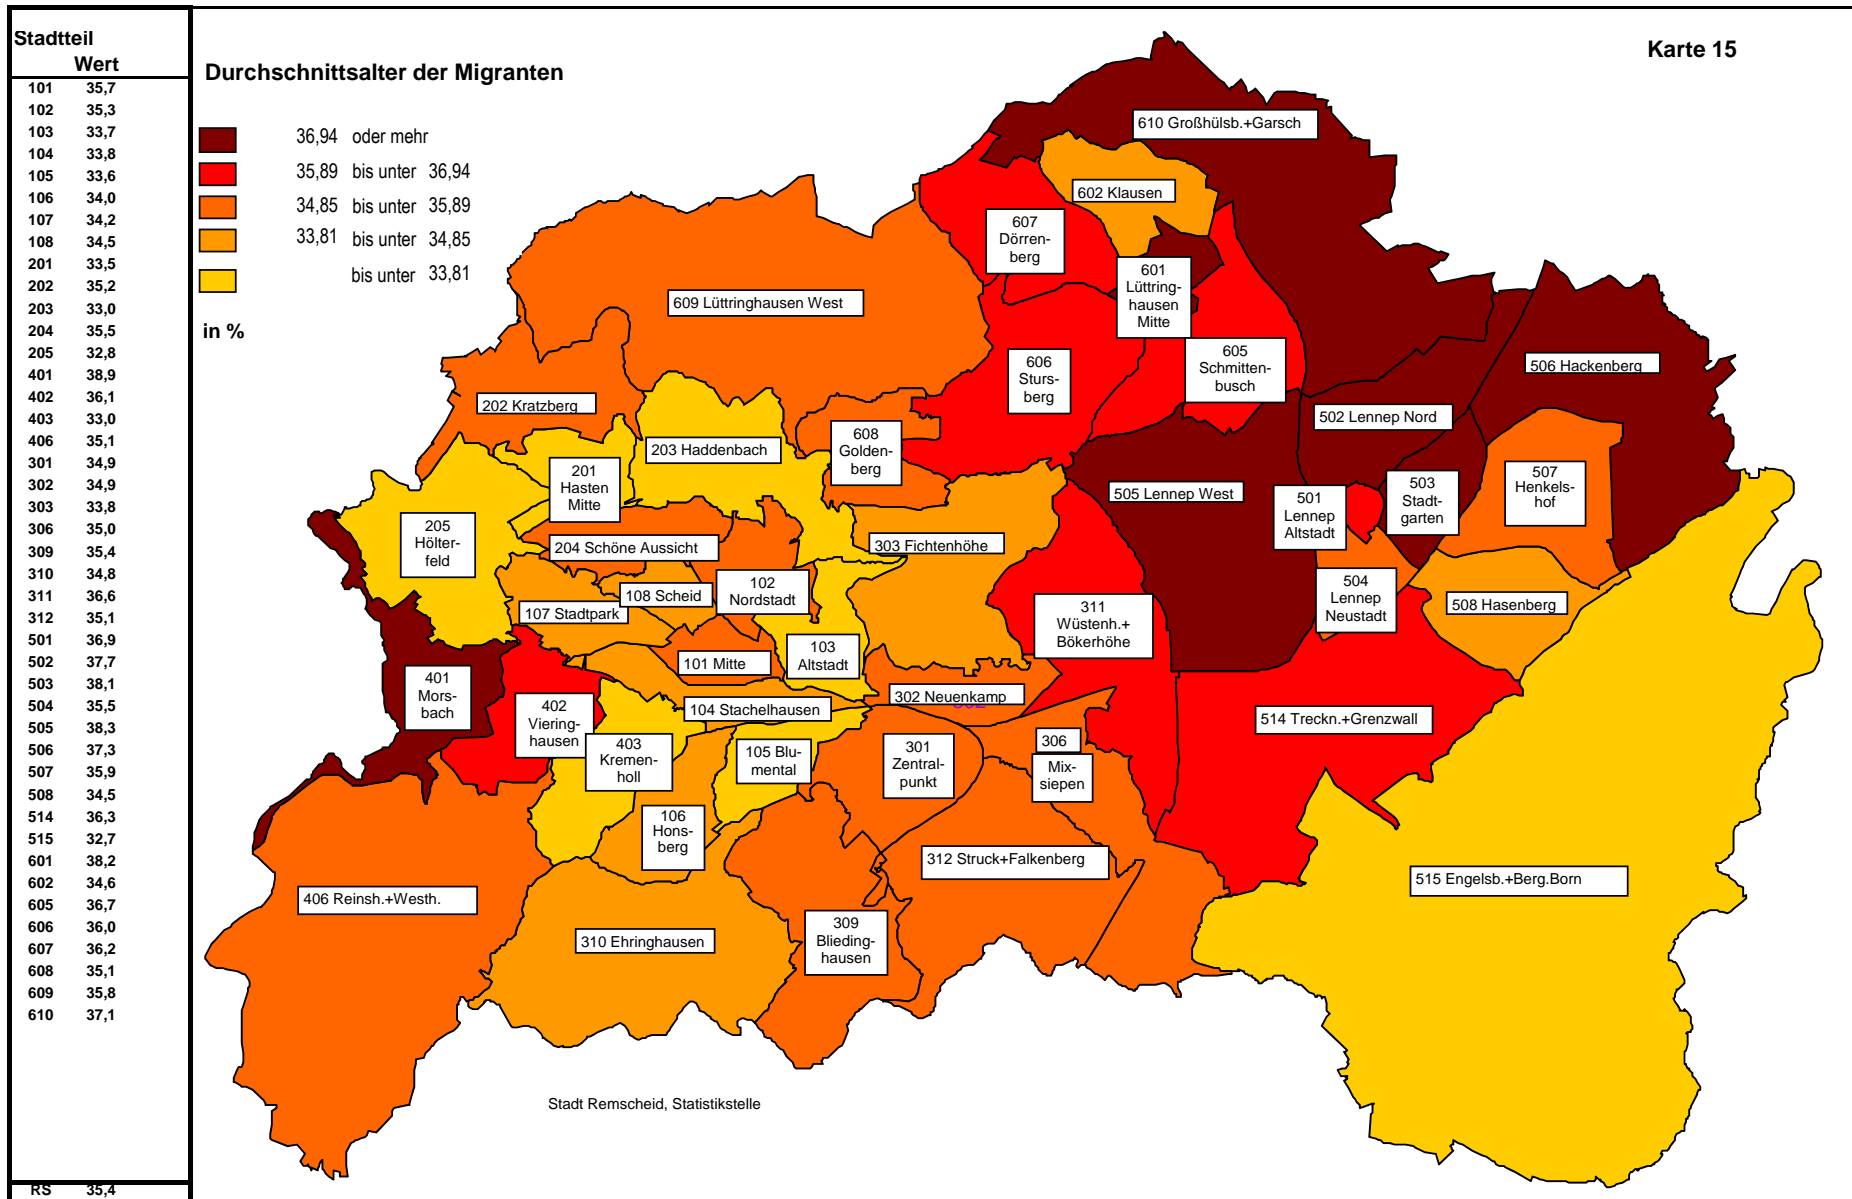 Stadtteil
Wert
101 35,7
102 35,3
103 33,7
104 33,8
105 33,6
106 34,0
107 34,2
108 34,5
201 33,5
202 35,2
203 33,0
204 35,5
205 32,8
401 38,9
402 36,1
403 33,0
406 35,1
301 34,9
302 34,9
303 33,8
306 35,0
309 35,4
310 34,8
311 36,6
312 35,1
501 36,9
502 37,7
503 38,1
504 35,5
505 38,3
506 37,3
507 35,9
508 34,5
514 36,3
515 32,7
601 38,2
602 34,6
605 36,7
606 36,0
607 36,2
608 35,1
609 35,8
610 37,1
RS 35,4
Durchschnittsalter der Migranten
Karte 15
36,94 oder mehr
35,89 bis unter 36,94
34,85 bis unter 35,89
33,81 bis unter 34,85
bis unter 33,81
in %
610 Großhülsb.+Garsch
602 Klausen
607
Dörren-
berg
601
Lüttring-
hausen
Mitte
609 Lüttringhausen West
606
Sturs-
berg
605
Schmitten-
busch
506 Hackenberg
202 Kratzberg
502 Lennep Nord
203 Haddenbach
608
Golden-
berg
201
Hasten
Mitte
505 Lennep West
501
Lennep
Altstadt
503
Stadt-
garten
507
Henkels-
hof
205
Hölter-
feld
204 Schöne Aussicht
303 Fichtenhöhe
102
Nordstadt
108 Scheid
107 Stadtpark
504
Lennep
Neustadt
508 Hasenberg
311
Wüstenh.+
Bökerhöhe
103
Altstadt
101 Mitte
401
Mors-
bach
302 Neuenkamp
302
402
Viering-
hausen
104 Stachelhausen
514 Treckn.+Grenzwall
403
Kremen-
holl
105 Blu-
mental
301
Zentral-
punkt
306
Mix-
siepen
106
Hons-
berg
312 Struck+Falkenberg
515 Engelsb.+Berg.Born
406 Reinsh.+Westh.
310 Ehringhausen
309
Blieding-
hausen
Stadt Remscheid, Statistikstelle